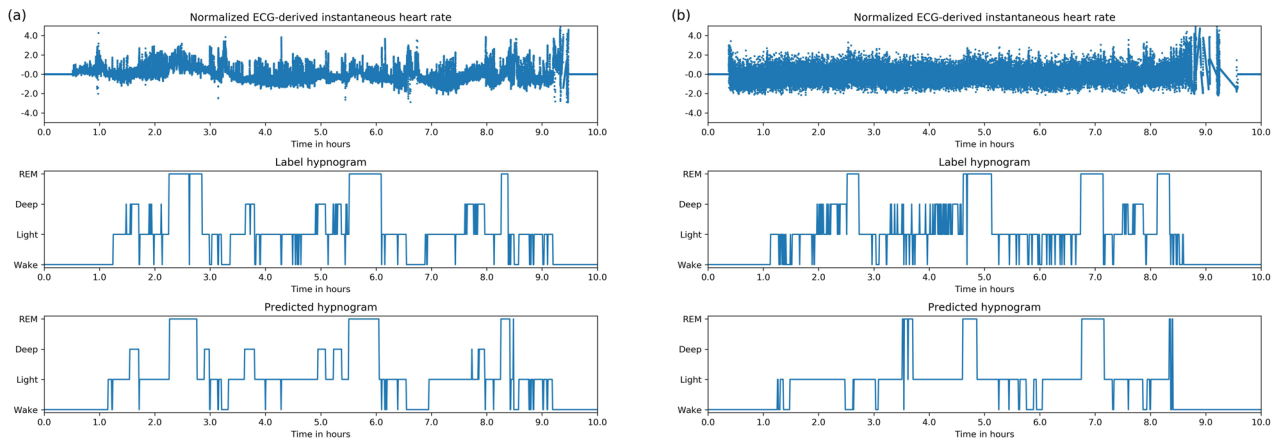 (a)
Normalized ECG-derived instantaneous heart rate
4.0
2.0
-0.0
-2.0
-4.0
0.0 1.0 2.0 3.0 4.0 5.0 6.0 7.0 8.0 9.0 10.0
Time in hours
Label hypnogram
REM
Deep
Light
Wake
0.0 1.0 2.0 3.0 4.0 5.0 6.0 7.0 8.0 9.0 10.0
Time in hours
Predicted hypnogram
REM
Deep
Light
Wake
0.0 1.0 2.0 3.0 4.0 5.0 6.0 7.0 8.0 9.0 10.0
Time in hours
(b)
Normalized ECG-derived instantaneous heart rate
4.0
2.0
-0.0
-2.0
-4.0
0.0 1.0 2.0 3.0 4.0 5.0 6.0 7.0 8.0 9.0 10.0
Time in hours
Label hypnogram
REM
Deep
Light
Wake
0.0 1.0 2.0 3.0 4.0 5.0 6.0 7.0 8.0 9.0 10.0
Time in hours
Predicted hypnogram
REM
Deep
Light
Wake
0.0 1.0 2.0 3.0 4.0 5.0 6.0 7.0 8.0 9.0 10.0
Time in hours